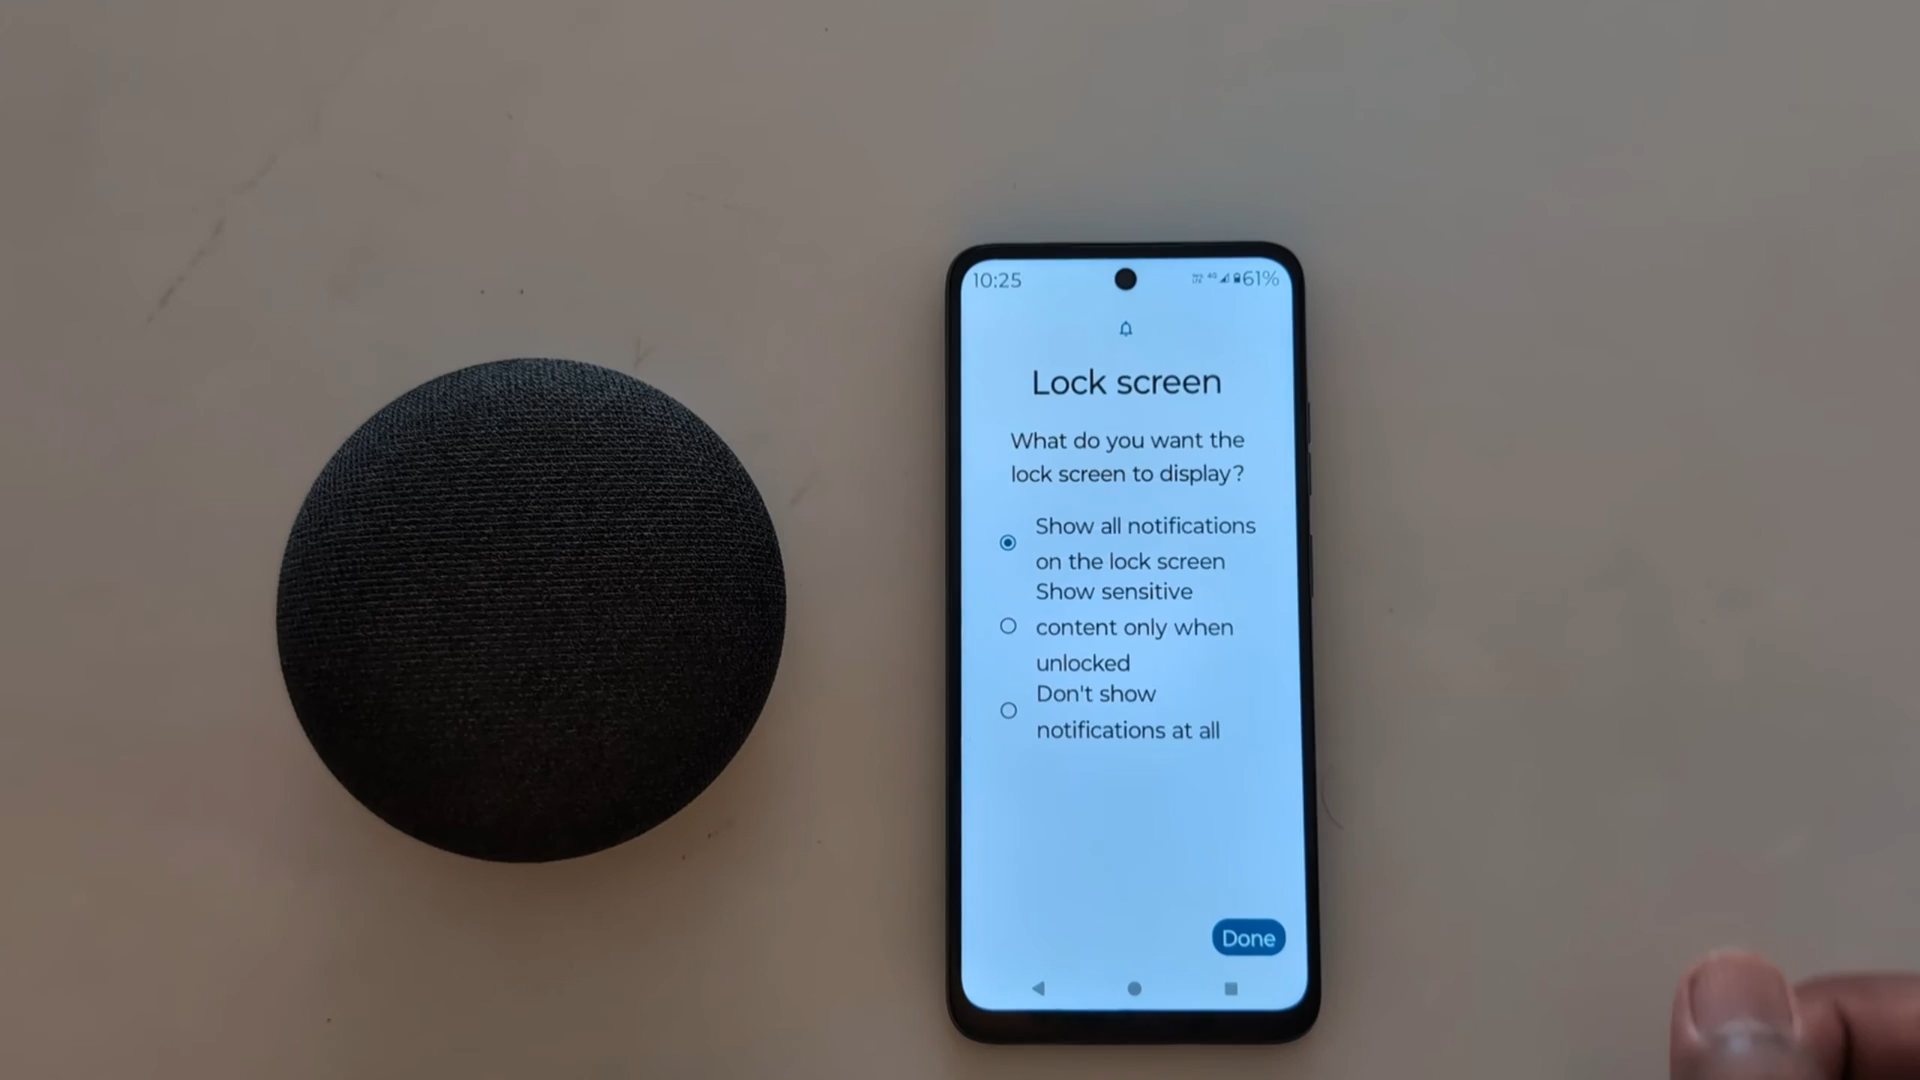 10:25
4G 61%
Lock screen
What do you want the
lock screen to display?
Show all notifications
on the lock screen
Show sensitive
content only when
unlocked
Don't show
notifications at all
Done